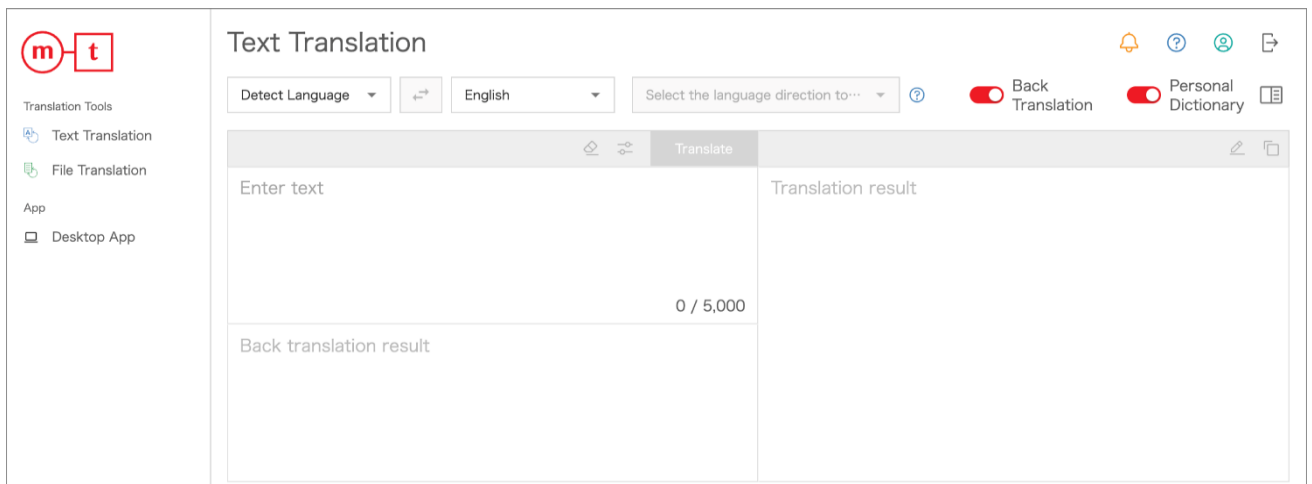 m t
Text Translation
Translation Tools
Text Translation
File Translation
App
Desktop App
Detect Language
English
Select the language direction to…
Back
Translation
Personal
Dictionary
Translate
Enter text
0 / 5,000
Back translation result
Translation result